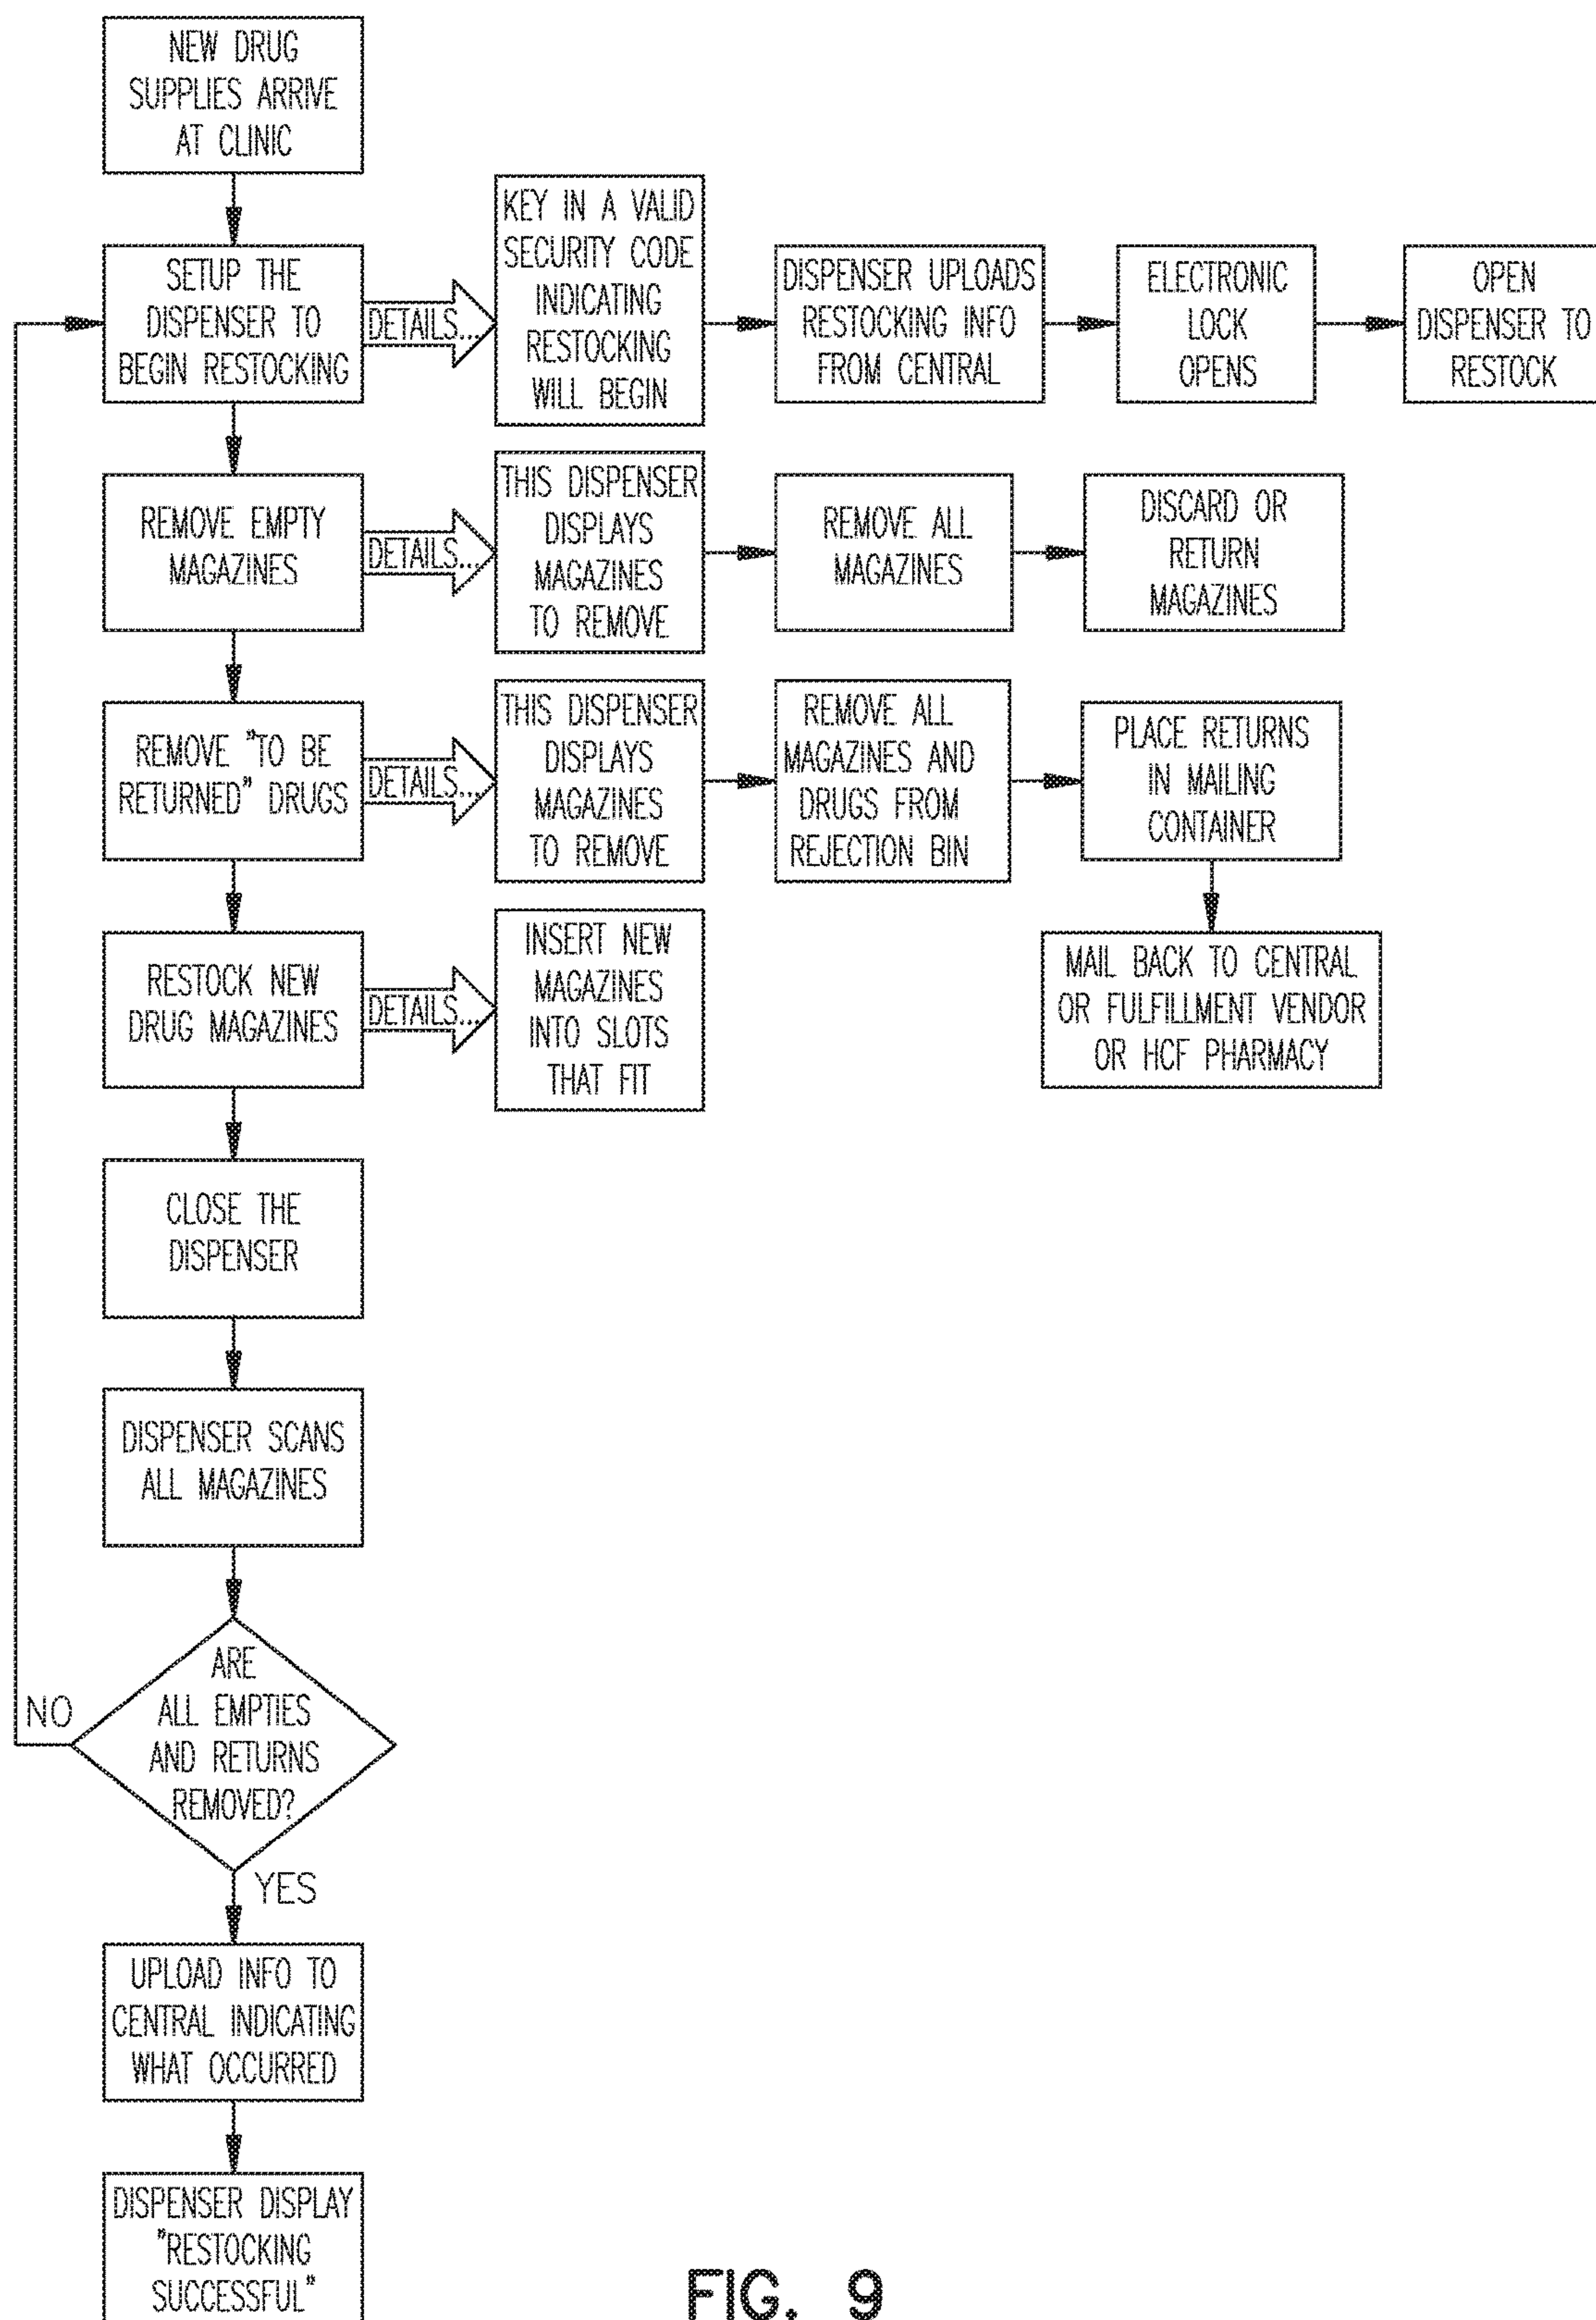 NEW DRUG
SUPPLIES ARRIVE
AT CLINIC
SETUP THE
DISPENSER TO
BEGIN RESTOCKING
DETAILS...
KEY IN A VALID
SECURITY CODE
INDICATING
RESTOCKING
WILL BEGIN
DISPENSER UPLOADS
RESTOCKING INFO
FROM CENTRAL
ELECTRONIC
LOCK
OPENS
OPEN
DISPENSER TO
RESTOCK
REMOVE EMPTY
MAGAZINES
DETAILS...
THIS DISPENSER
DISPLAYS
MAGAZINES
TO REMOVE
REMOVE ALL
MAGAZINES
DISCARD OR
RETURN
MAGAZINES
REMOVE "TO BE
RETURNED" DRUGS
DETAILS...
THIS DISPENSER
DISPLAYS
MAGAZINES
TO REMOVE
REMOVE ALL
MAGAZINES AND
DRUGS FROM
REJECTION BIN
PLACE RETURNS
IN MAILING
CONTAINER
MAIL BACK TO CENTRAL
OR FULFILLMENT VENDOR
OR HCF PHARMACY
RESTOCK NEW
DRUG MAGAZINES
DETAILS...
INSERT NEW
MAGAZINES
INTO SLOTS
THAT FIT
CLOSE THE
DISPENSER
DISPENSER SCANS
ALL MAGAZINES
ARE
ALL EMPTIES
AND RETURNS
REMOVED?
NO
YES
UPLOAD INFO TO
CENTRAL INDICATING
WHAT OCCURRED
DISPENSER DISPLAY
"RESTOCKING
SUCCESSFUL"
FIG. 9